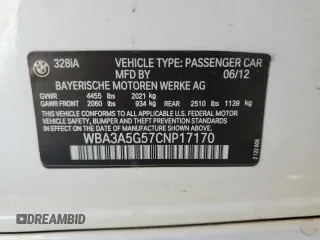 328iA VEHICLE TYPE: PASSENGER CAR
MFD BY 06/12
BAYERISCHE MOTOREN WERKE AG
GVWR 4455 lbs 2021 kg
GAWR FRONT 2060 lbs 934 kg REAR 2510 lbs 1139 kg
THIS VEHICLE CONFORMS TO ALL APPLICABLE U.S. FEDERAL MOTOR
VEHICLE SAFETY, BUMPER, AND THEFT PREVENTION STANDARDS IN
EFFECT ON THE DATE OF MANUFACTURE SHOWN ABOVE.
WBA3A5G57CNP17170
AUTOBIDMASTER